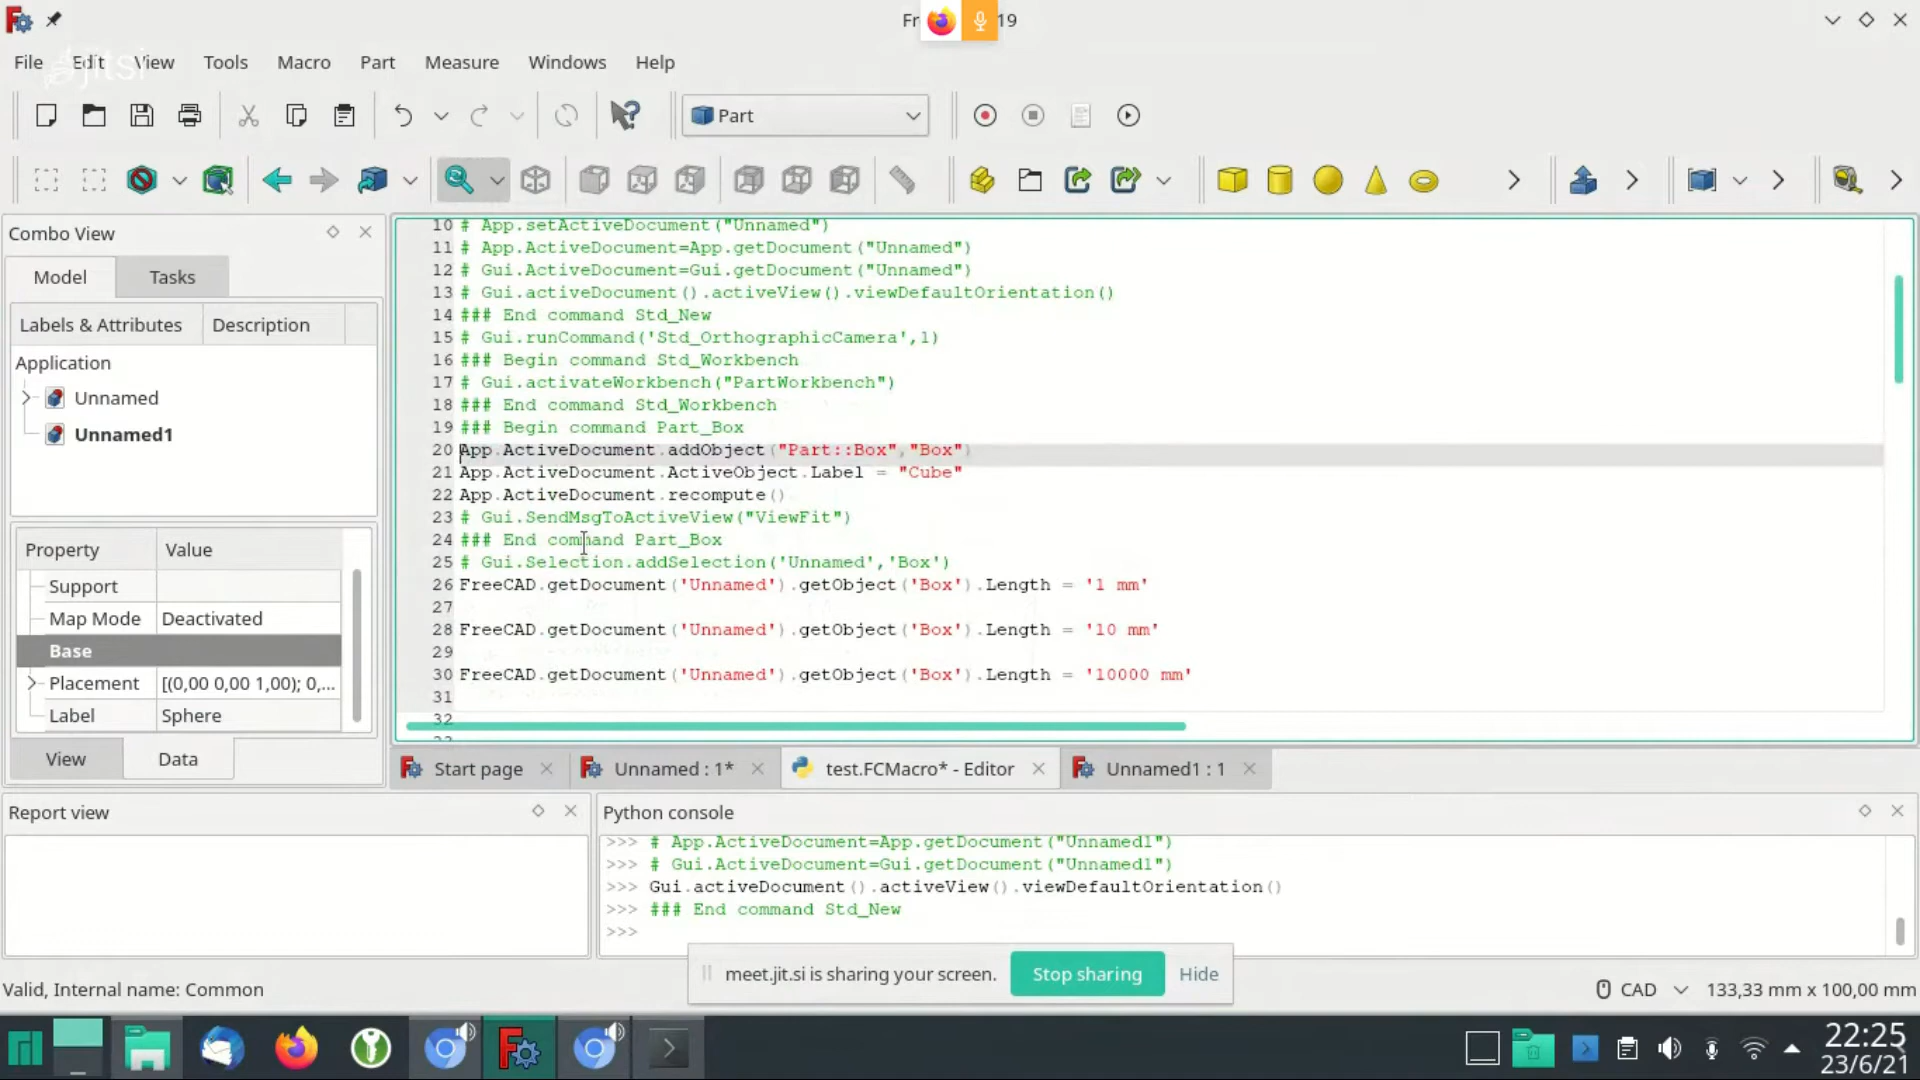 Fr 19
File Edit View Tools Macro Part Measure Windows Help
jitsi
Part
Combo View
Model Tasks
Labels & Attributes Description
Application
Unnamed
Unnamed1
Property Value
Support
Map Mode Deactivated
Base
Placement [(0,00 0,00 1,00); 0,...
Label Sphere
View Data
10 # App.setActiveDocument("Unnamed")
11 # App.ActiveDocument=App.getDocument("Unnamed")
12 # Gui.ActiveDocument=Gui.getDocument("Unnamed")
13 # Gui.activeDocument().activeView().viewDefaultOrientation()
14 ### End command Std_New
15 # Gui.runCommand('Std_OrthographicCamera',1)
16 ### Begin command Std_Workbench
17 # Gui.activateWorkbench("PartWorkbench")
18 ### End command Std_Workbench
19 ### Begin command Part_Box
20 App.ActiveDocument.addObject("Part::Box","Box")
21 App.ActiveDocument.ActiveObject.Label = "Cube"
22 App.ActiveDocument.recompute()
23 # Gui.SendMsgToActiveView("ViewFit")
24 ### End command Part_Box
25 # Gui.Selection.addSelection('Unnamed','Box')
26 FreeCAD.getDocument('Unnamed').getObject('Box').Length = '1 mm'
27
28 FreeCAD.getDocument('Unnamed').getObject('Box').Length = '10 mm'
29
30 FreeCAD.getDocument('Unnamed').getObject('Box').Length = '10000 mm'
31
32
Start page Unnamed : 1* test.FCMacro* - Editor Unnamed1 : 1
Report view
Python console
>>> # App.ActiveDocument=App.getDocument("Unnamed1")
>>> # Gui.ActiveDocument=Gui.getDocument("Unnamed1")
>>> Gui.activeDocument().activeView().viewDefaultOrientation()
>>> ### End command Std_New
>>>
meet.jit.si is sharing your screen. Stop sharing Hide
Valid, Internal name: Common
CAD 133,33 mm x 100,00 mm
22:25
23/6/21